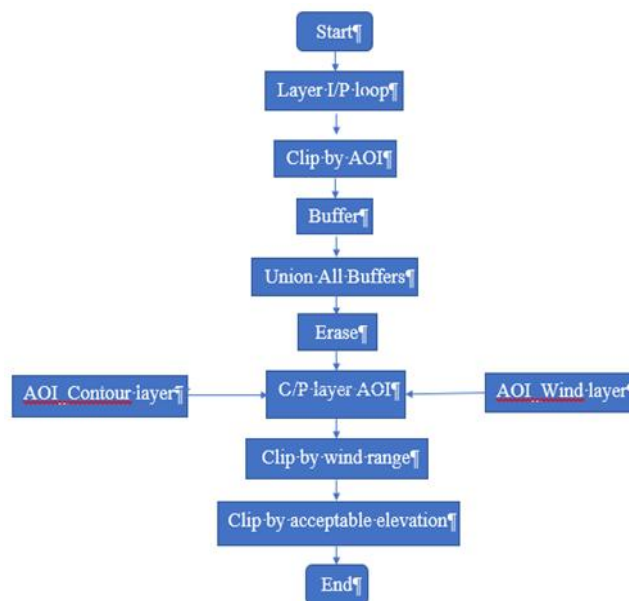 Start¶
Layer·I/P·loop¶
Clip·by·AOI¶
Buffer¶
Union·All·Buffers¶
Erase¶
AOI_Contour·layer¶
C/P·layer·AOI¶
AOI_Wind·layer¶
Clip·by·wind·range¶
Clip·by·acceptable·elevation¶
End¶